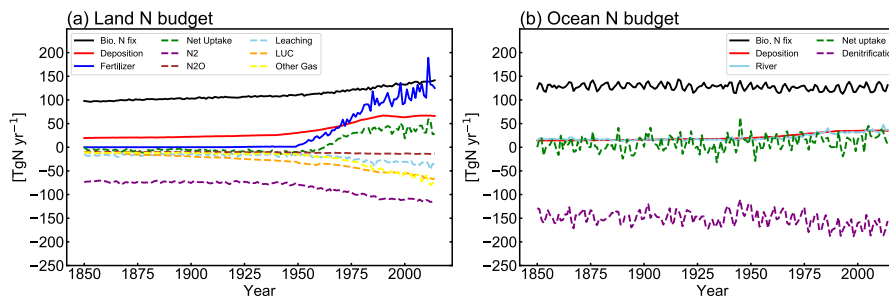 (a) Land N budget
Bio. N fix
Deposition
Fertilizer
Net Uptake
N2
N2O
Leaching
LUC
Other Gas
[TgN yr⁻¹]
200
150
100
50
0
−50
−100
−150
−200
−250
1850 1875 1900 1925 1950 1975 2000
Year
(b) Ocean N budget
Bio. N fix
Deposition
River
Net uptake
Denitrificatio
[TgN yr⁻¹]
200
150
100
50
0
−50
−100
−150
−200
−250
1850 1875 1900 1925 1950 1975 2000
Year